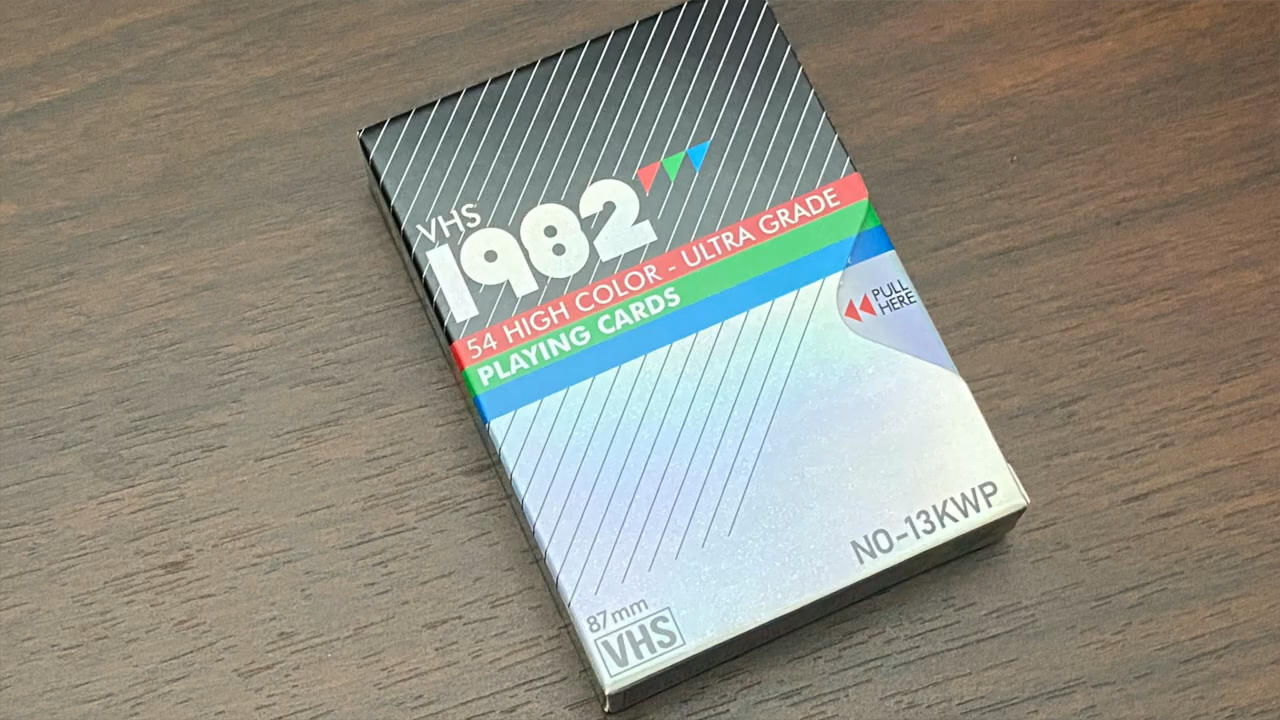 VHS
1982
54 HIGH COLOR - ULTRA GRADE
PLAYING CARDS
PULL
HERE
NO-13KWP
87mm
VHS